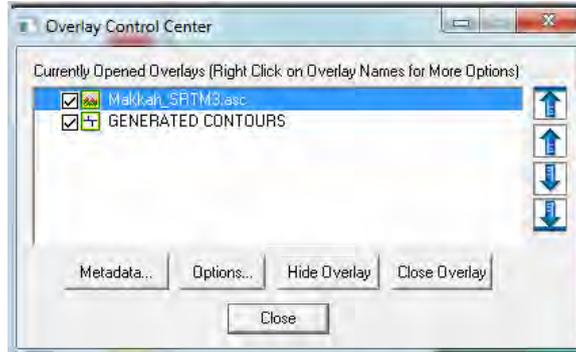 Overlay Control Center
Currently Opened Overlays (Right Click on Overlay Names for More Options)
Makkah_SRTM3.asc
GENERATED CONTOURS
Metadata... Options... Hide Overlay Close Overlay
Close